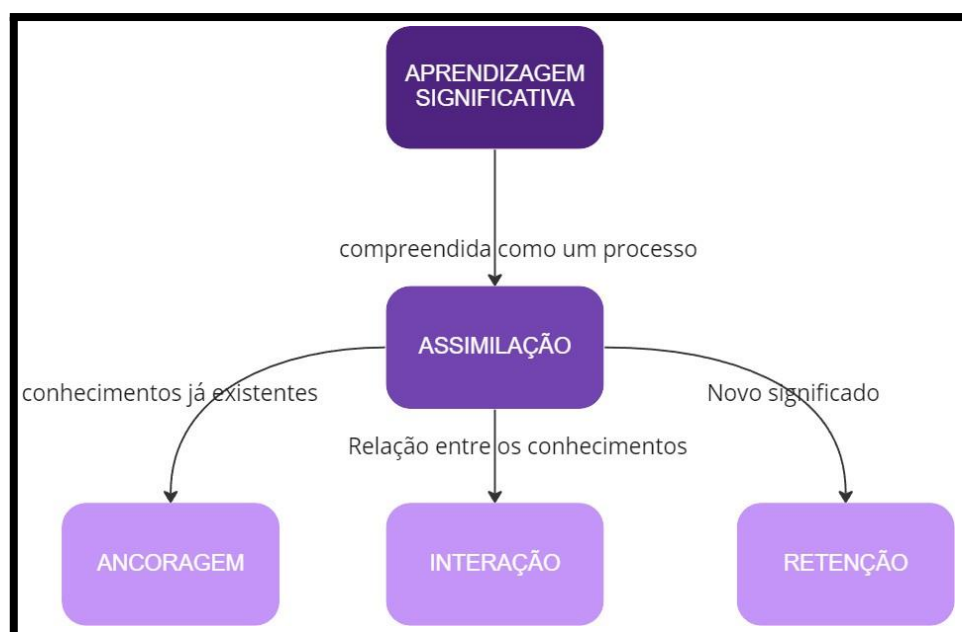 APRENDIZAGEM
SIGNIFICATIVA
compreendida como um processo
ASSIMILAÇÃO
conhecimentos já existentes
Novo significado
Relação entre os conhecimentos
ANCORAGEM
INTERAÇÃO
RETENÇÃO